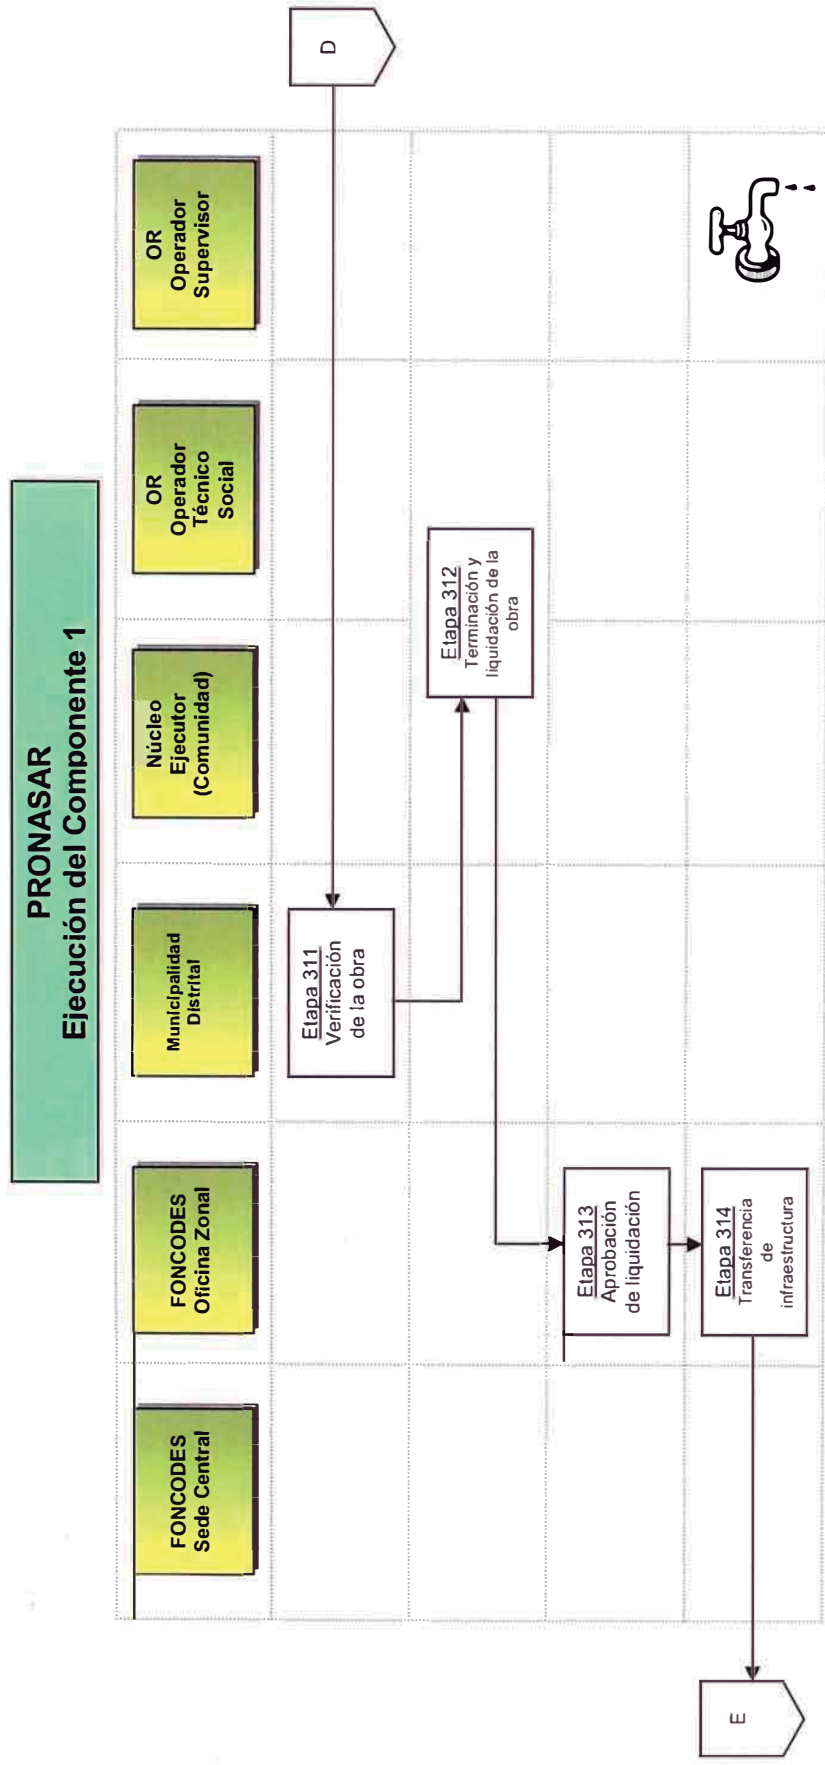 PRONASAR
Ejecución del Componente 1
FONCODES
Sede Central
FONCODES
Oficina Zonal
Municipalidad
Distrital
Núcleo
Ejecutor
(Comunidad)
OR
Operador
Técnico
Social
OR
Operador
Supervisor
D
Etapa 311
Verificación
de la obra
Etapa 312
Terminación y
liquidación de la
obra
Etapa 313
Aprobación
de liquidación
Etapa 314
Transferencia
de
infraestructura
E